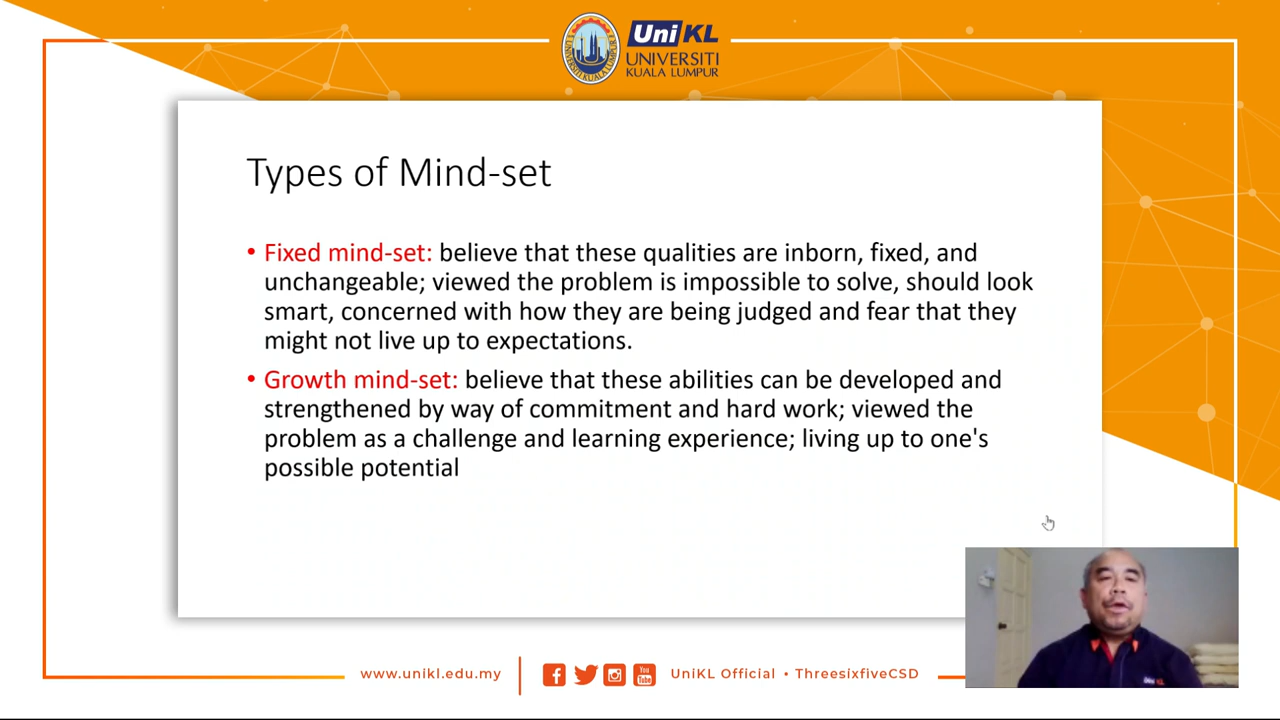 Uni KL
UNIVERSITI
KUALA LUMPUR
Types of Mind-set
• Fixed mind-set: believe that these qualities are inborn, fixed, and
unchangeable; viewed the problem is impossible to solve, should look
smart, concerned with how they are being judged and fear that they
might not live up to expectations.
• Growth mind-set: believe that these abilities can be developed and
strengthened by way of commitment and hard work; viewed the
problem as a challenge and learning experience; living up to one's
possible potential
www.unikl.edu.my
You Tube
UniKL Official • ThreesixfiveCSD